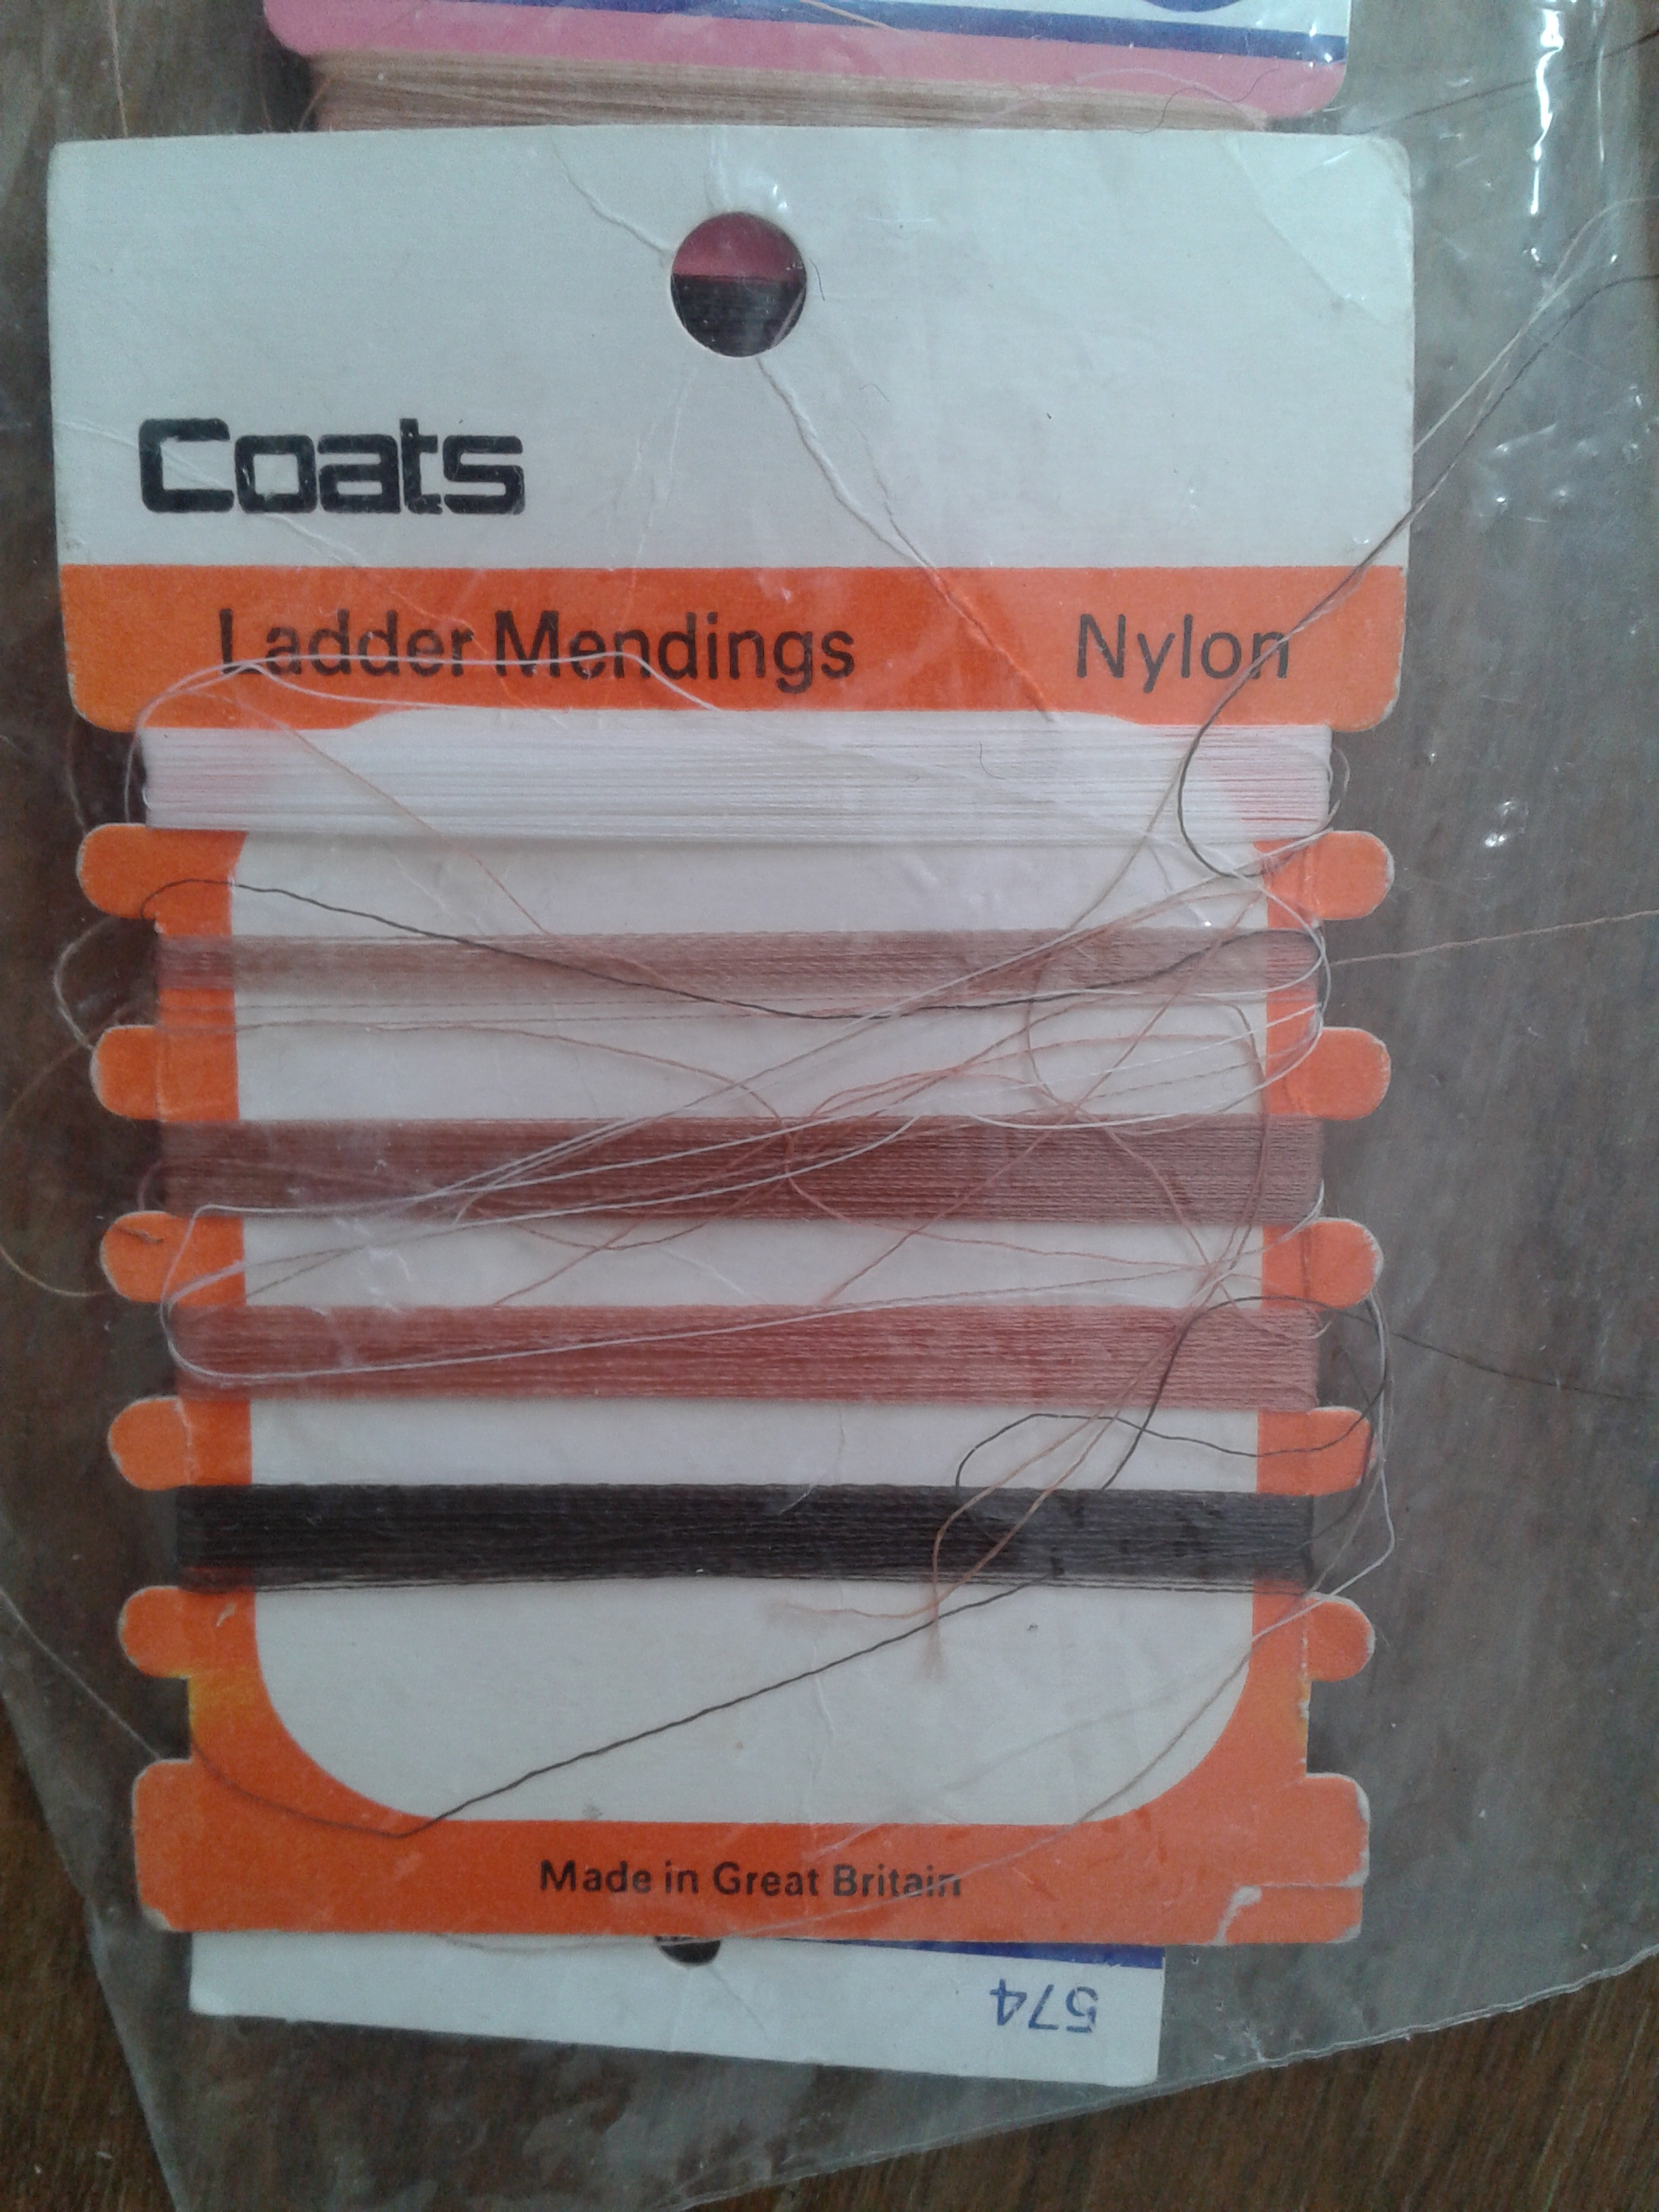 Coats
Ladder Mendings Nylon
Made in Great Britain
574